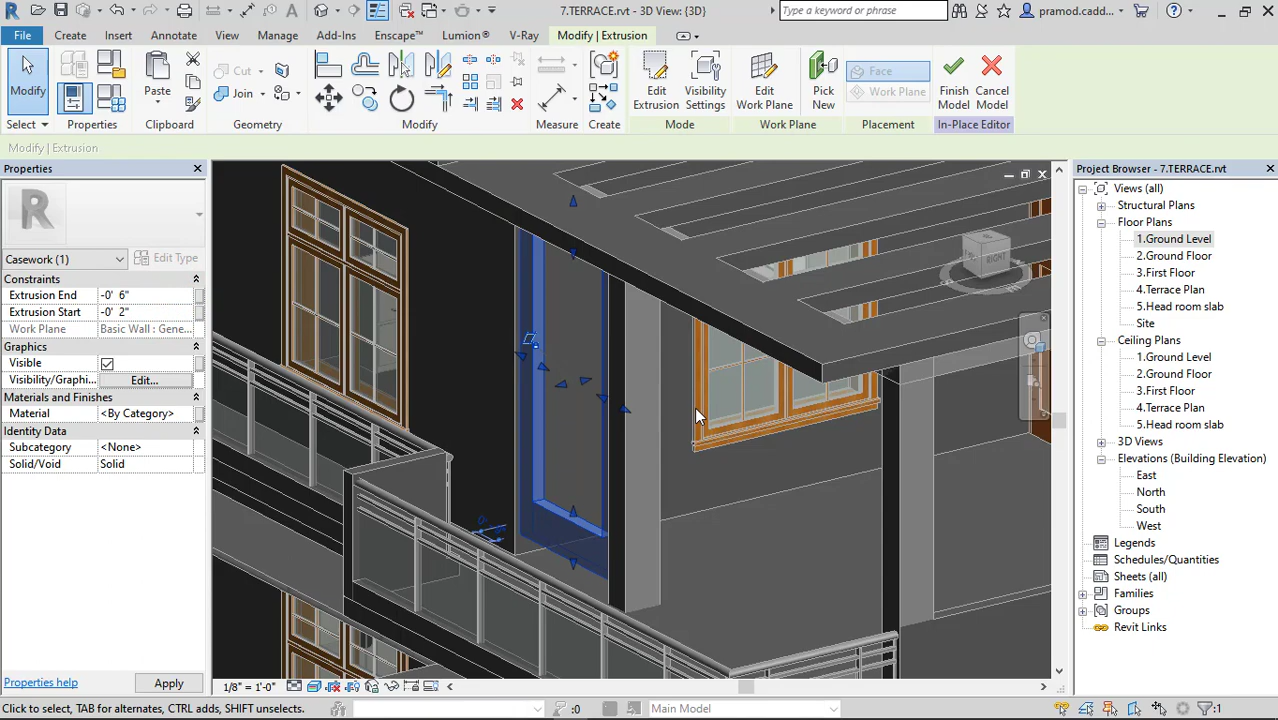 7.TERRACE.rvt - 3D View: {3D}
Type a keyword or phrase
pramod.cadd...
File
Create
Insert
Annotate
View
Manage
Add-Ins
Enscape™
Lumion®
V-Ray
Modify | Extrusion
Modify
Paste
Cut
Join
Edit
Extrusion
Visibility
Settings
Edit
Work Plane
Pick
New
Face
Work Plane
Finish
Model
Cancel
Model
Select
Properties
Clipboard
Geometry
Modify
Measure
Create
Mode
Work Plane
Placement
In-Place Editor
Modify | Extrusion
Properties
R
Casework (1)
Edit Type
Constraints
Extrusion End
-0' 6"
Extrusion Start
-0' 2"
Work Plane
Basic Wall : Gene...
Graphics
Visible
Visibility/Graphi...
Edit...
Materials and Finishes
Material
<By Category>
Identity Data
Subcategory
<None>
Solid/Void
Solid
Properties help
Apply
RIGHT
Project Browser - 7.TERRACE.rvt
Views (all)
Structural Plans
Floor Plans
1.Ground Level
2.Ground Floor
3.First Floor
4.Terrace Plan
5.Head room slab
Site
Ceiling Plans
1.Ground Level
2.Ground Floor
3.First Floor
4.Terrace Plan
5.Head room slab
3D Views
Elevations (Building Elevation)
East
North
South
West
Legends
Schedules/Quantities
Sheets (all)
Families
Groups
Revit Links
1/8" = 1'-0"
Click to select, TAB for alternates, CTRL adds, SHIFT unselects.
:0
Main Model
:1